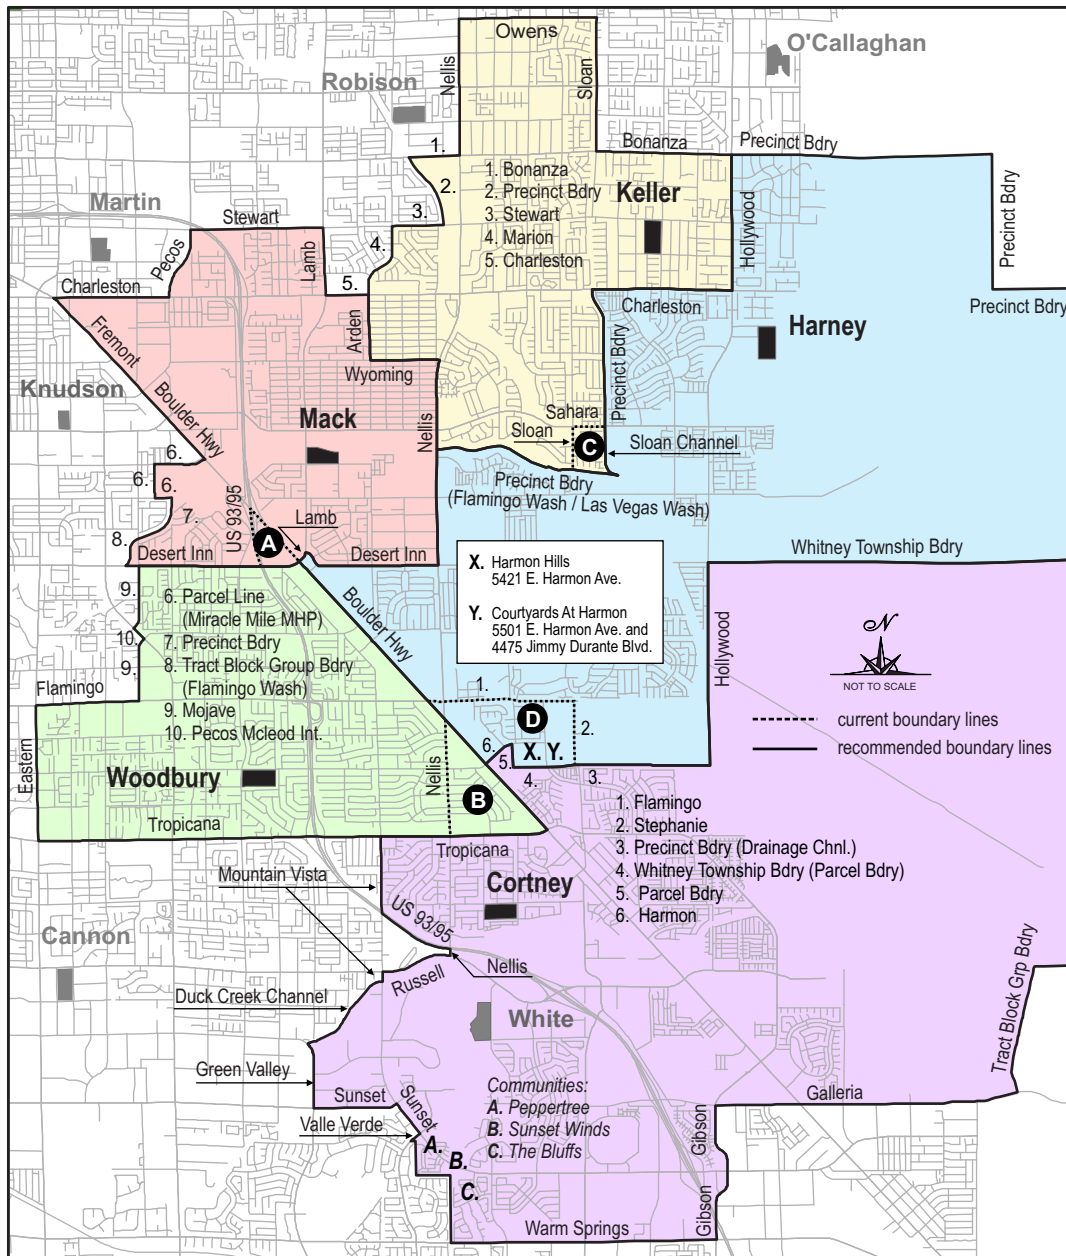 Owens
O'Callaghan
Nellis
Sloan
Robison
1.
Bonanza
Precinct Bdry
1. Bonanza
2. Precinct Bdry
3. Stewart
4. Marion
5. Charleston
Keller
2.
3.
4.
5.
Martin
Stewart
Pecos
Lamb
Charleston
Hollywood
Precinct Bdry
Precinct Bdry
Charleston
Harney
Fremont
Arden
Wyoming
Precinct Bdry
Knudson
Boulder Hwy
Mack
Nellis
Sahara
Sloan
C
Sloan Channel
6.
6.
6.
7.
8.
Precinct Bdry
(Flamingo Wash / Las Vegas Wash)
US 93/95
Lamb
A
Desert Inn
Desert Inn
Whitney Township Bdry
X. Harmon Hills
5421 E. Harmon Ave.
Y. Courtyards At Harmon
5501 E. Harmon Ave. and
4475 Jimmy Durante Blvd.
9.
10.
9.
6. Parcel Line
(Miracle Mile MHP)
7. Precinct Bdry
8. Tract Block Group Bdry
(Flamingo Wash)
9. Mojave
10. Pecos Mcleod Int.
Boulder Hwy
Hollywood
N
NOT TO SCALE
current boundary lines
recommended boundary lines
Flamingo
1.
D
2.
X. Y.
6.
5.
4.
3.
Eastern
Woodbury
Nellis
B
Tropicana
1. Flamingo
2. Stephanie
3. Precinct Bdry (Drainage Chnl.)
4. Whitney Township Bdry (Parcel Bdry)
5. Parcel Bdry
6. Harmon
Tropicana
Mountain Vista
Cortney
US 93/95
Cannon
Nellis
Russell
Duck Creek Channel
White
Tract Block Grp Bdry
Green Valley
Sunset
Sunset
Galleria
Communities:
A. Peppertree
B. Sunset Winds
C. The Bluffs
Valle Verde
A.
B.
C.
Gibson
Gibson
Warm Springs